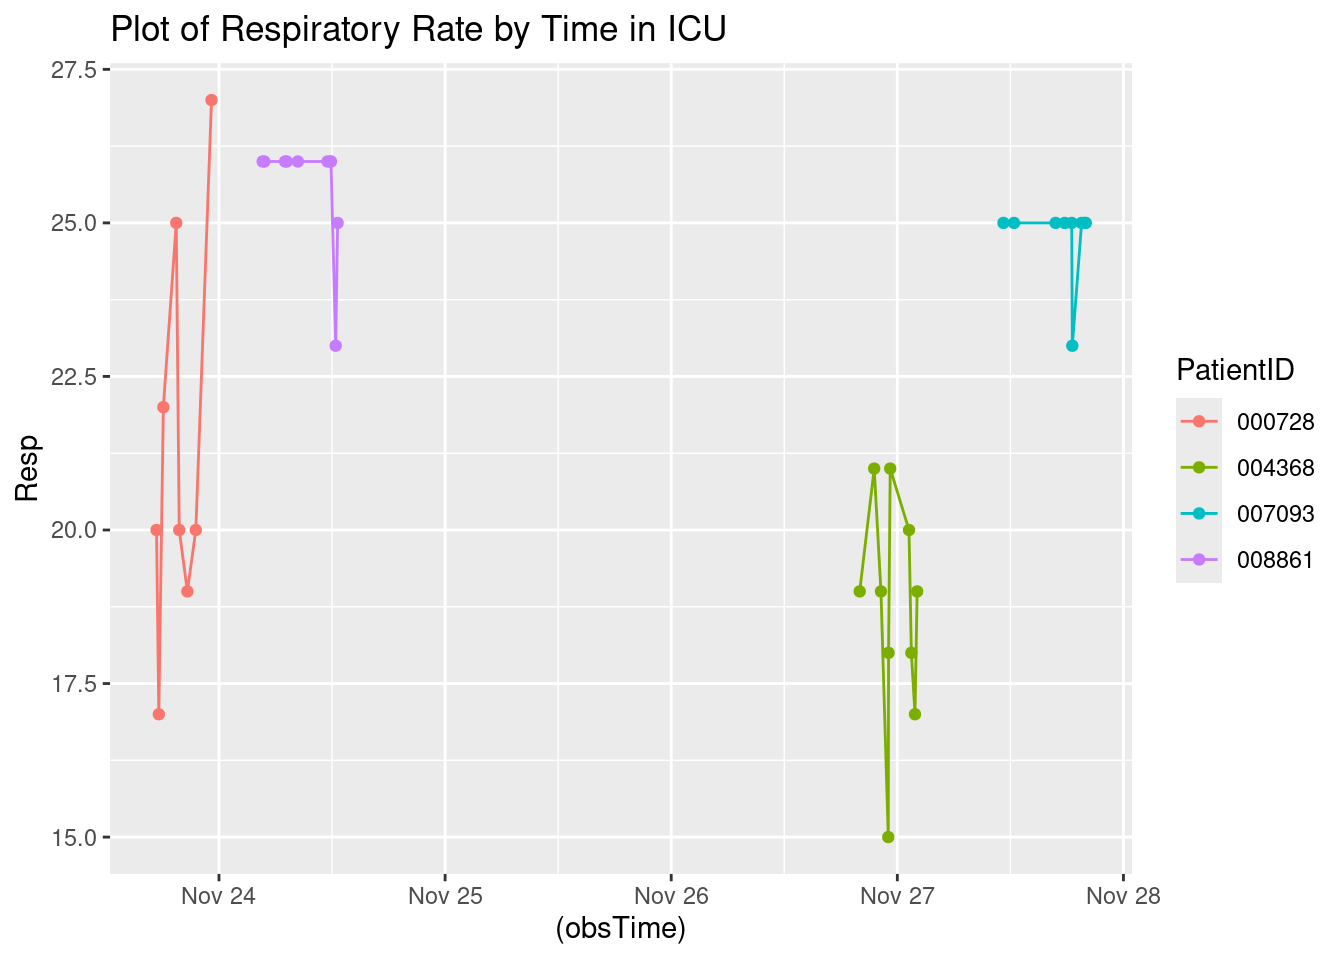 Plot of Respiratory Rate by Time in ICU
27.5
25.0
22.5
20.0
17.5
15.0
Resp
Nov 24 Nov 25 Nov 26 Nov 27 Nov 28
(obsTime)
PatientID
000728
004368
007093
008861